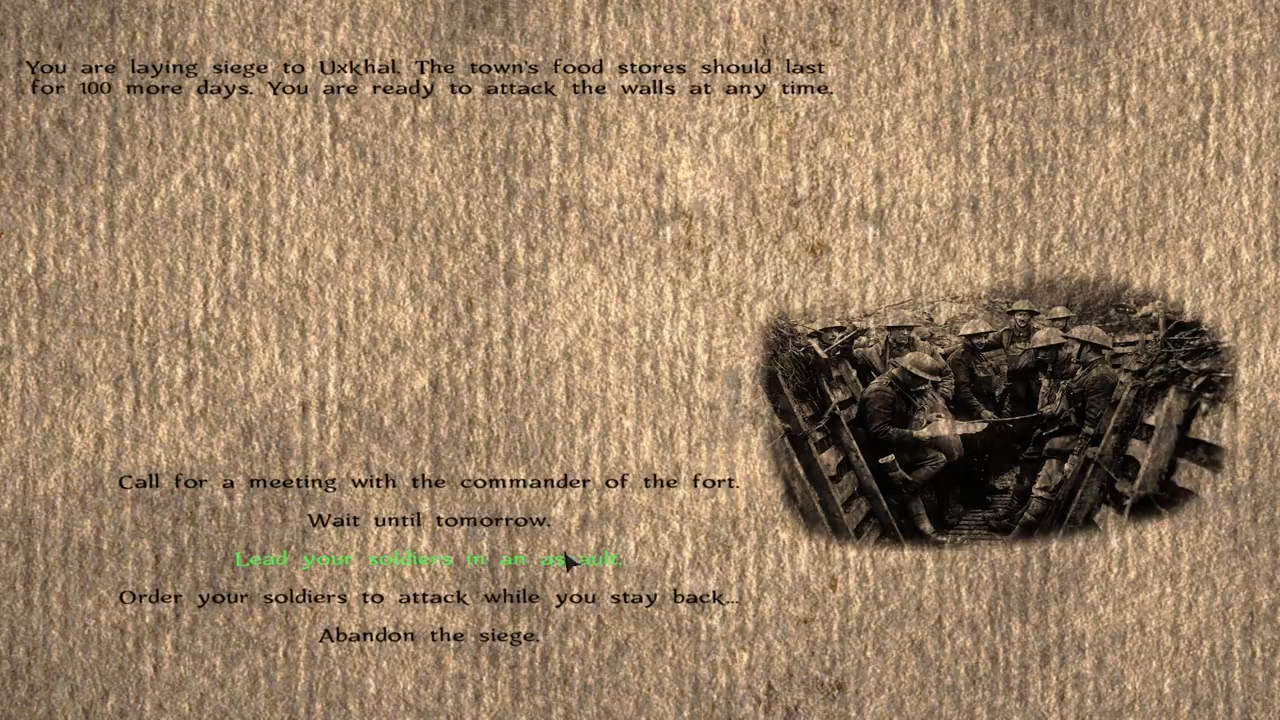 You are laying siege to Uxkhal. The town's food stores should last
for 100 more days. You are ready to attack the walls at any time.
Call for a meeting with the commander of the fort.
Wait until tomorrow.
Lead your soldiers in an assault.
Order your soldiers to attack while you stay back...
Abandon the siege.